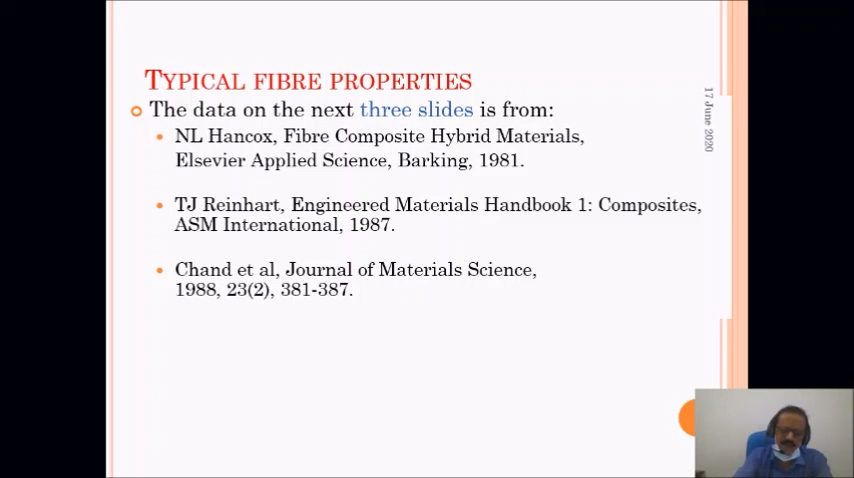 TYPICAL FIBRE PROPERTIES
The data on the next three slides is from:
NL Hancox, Fibre Composite Hybrid Materials,
Elsevier Applied Science, Barking, 1981.
TJ Reinhart, Engineered Materials Handbook 1: Composites,
ASM International, 1987.
Chand et al, Journal of Materials Science,
1988, 23(2), 381-387.
17 June 2020